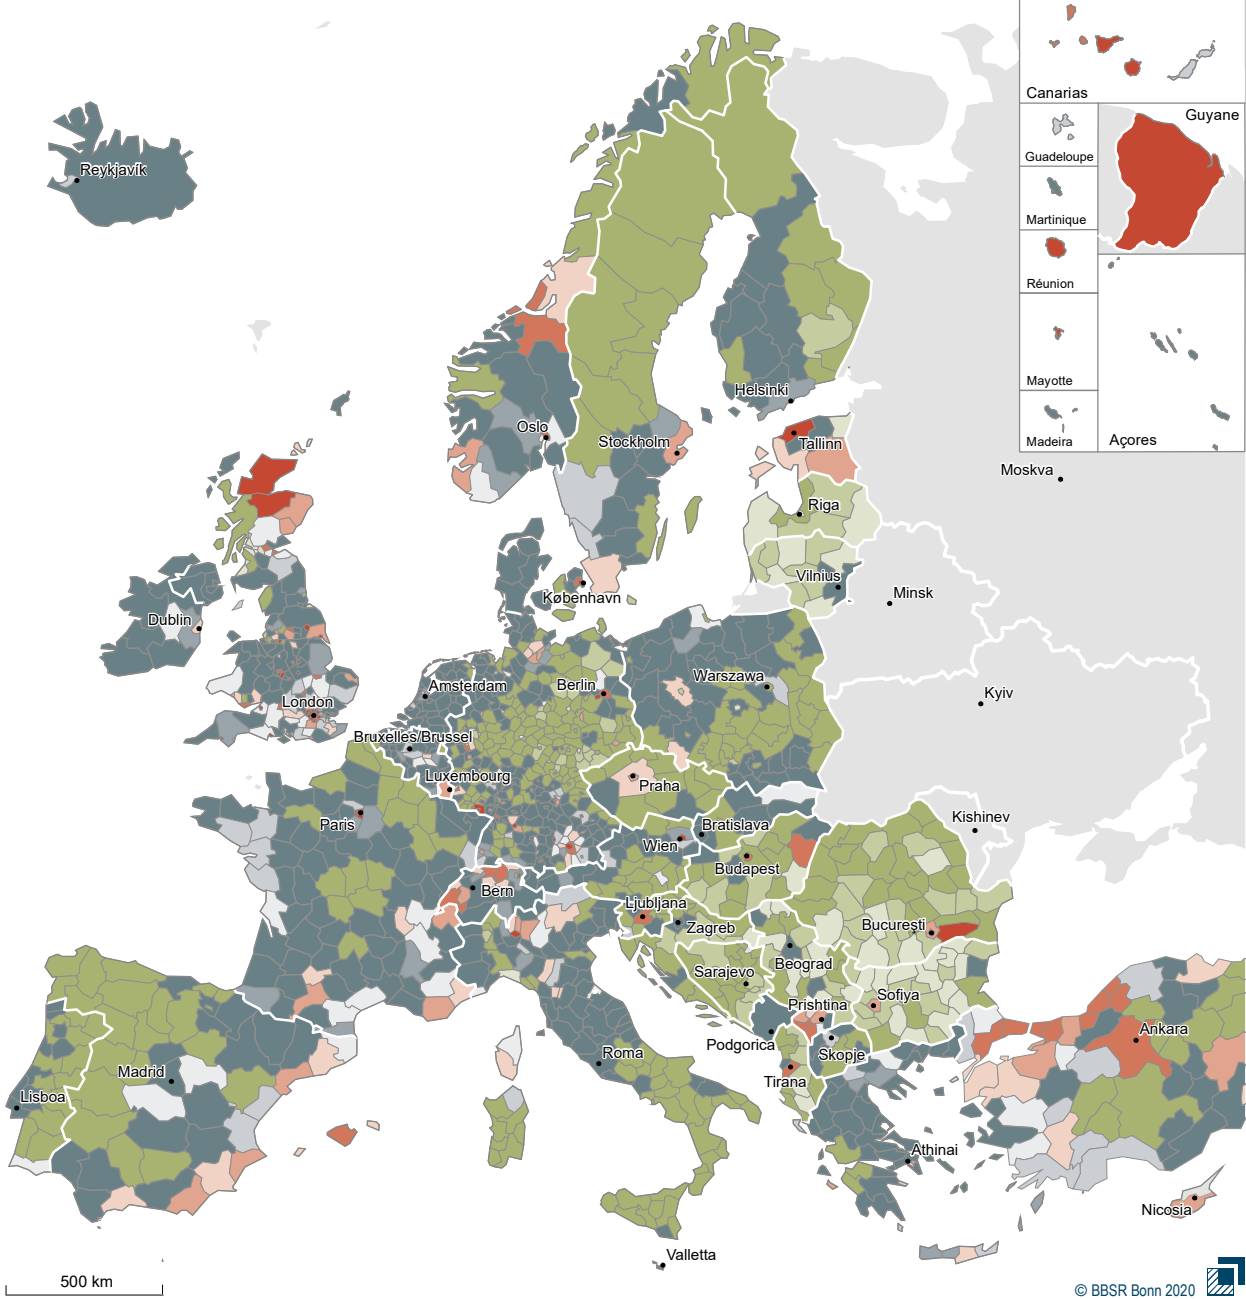 Canarias
Guyane
Guadeloupe
Martinique
Réunion
Mayotte
Madeira
Açores
Reykjavík
Helsinki
Oslo
Stockholm
Tallinn
Moskva
Riga
Vilnius
Minsk
København
Dublin
Warszawa
Amsterdam
Berlin
Kyiv
London
Bruxelles/Brussel
Luxembourg
Praha
Kishinev
Paris
Bratislava
Wien
Budapest
Bern
Ljubljana
Zagreb
Bucureşti
Beograd
Sarajevo
Sofiya
Prishtina
Ankara
Podgorica
Skopje
Roma
Madrid
Tirana
Lisboa
Athinai
Nicosia
Valletta
500 km
© BBSR Bonn 2020